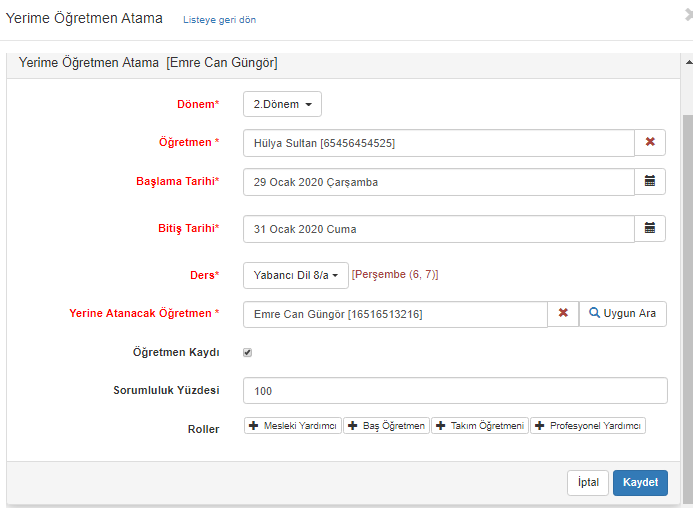 Yerime Öğretmen Atama Listeye geri dön
Yerime Öğretmen Atama [Emre Can Güngör]
Dönem* 2.Dönem
Öğretmen * Hülya Sultan [65456454525]
Başlama Tarihi* 29 Ocak 2020 Çarşamba
Bitiş Tarihi* 31 Ocak 2020 Cuma
Ders* Yabancı Dil 8/a [Perşembe (6, 7)]
Yerine Atanacak Öğretmen * Emre Can Güngör [16516513216] Uygun Ara
Öğretmen Kaydı
Sorumluluk Yüzdesi 100
Roller Mesleki Yardımcı Baş Öğretmen Takım Öğretmeni Profesyonel Yardımcı
İptal Kaydet